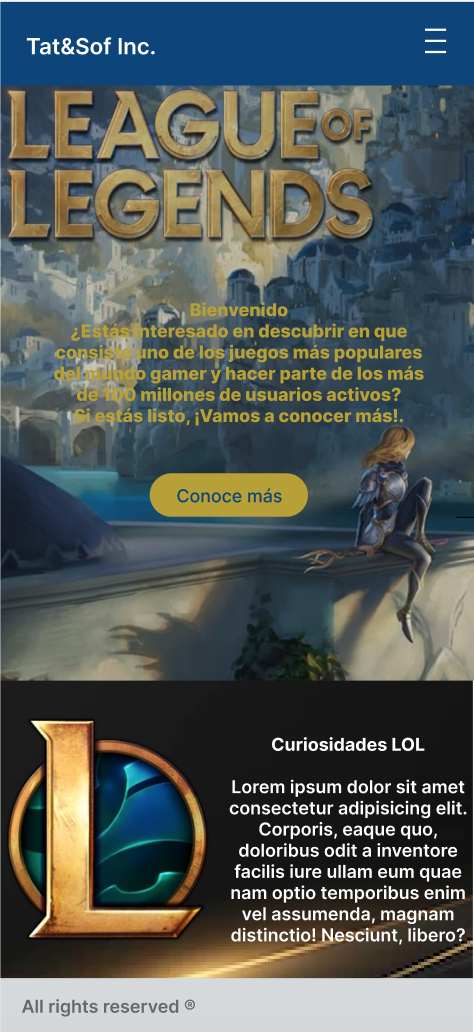 Tat&Sof Inc.
LEAGUE OF
LEGENDS
Bienvenido
¿Estás interesado en descubrir en que
consiste uno de los juegos más populares
del mundo gamer y hacer parte de los más
de 100 millones de usuarios activos?
Si estás listo, ¡Vamos a conocer más!.
Conoce más
Curiosidades LOL
Lorem ipsum dolor sit amet
consectetur adipisicing elit.
Corporis, eaque quo,
doloribus odit a inventore
facilis iure ullam eum quae
nam optio temporibus enim
vel assumenda, magnam
distinctio! Nesciunt, libero?
All rights reserved ®